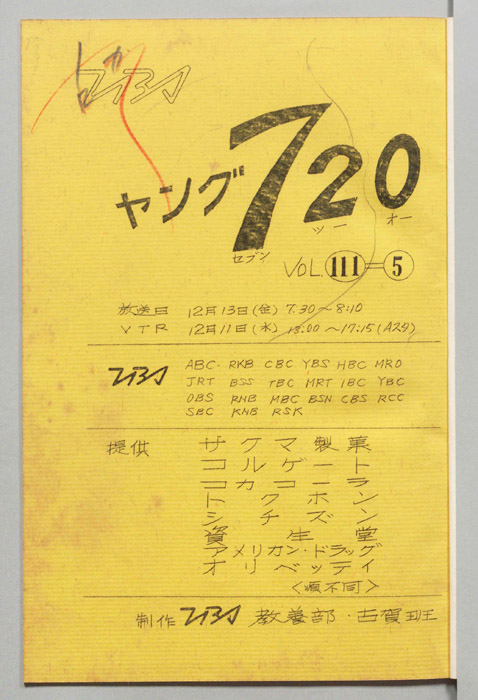 TBS
ヤング720
セブン ツー オー
VOL. 111-5
放送日 12月13日(金) 7.30~8:10
VTR 12月11日(水) 13:00~17:15(A2 st)
TBS ABC・RKB CBC YBS HBC MRO
JRT BSS TBC MRT IBC YBC
OBS RNB MBC BSN CBS RCC
SBC KNB RSK
提供 サクマ製菓
コルゲート
コカコーラ
トクホン
シチズン
資生堂
アメリカン・ドラッグ
オリベッティ
<順不同>
制作 TBS 教養部・古賀班